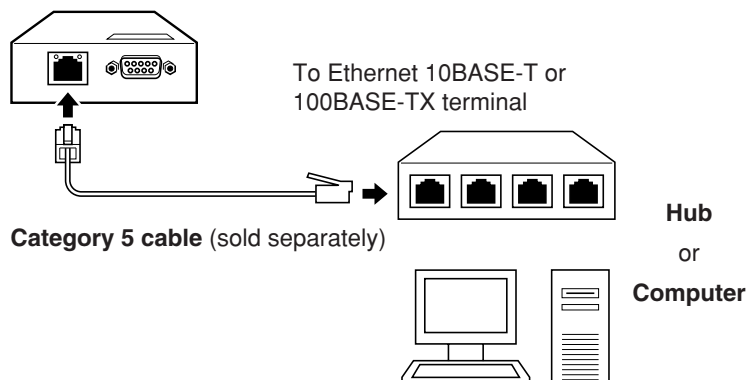 To Ethernet 10BASE-T or
100BASE-TX terminal
Category 5 cable (sold separately)
Hub
or
Computer